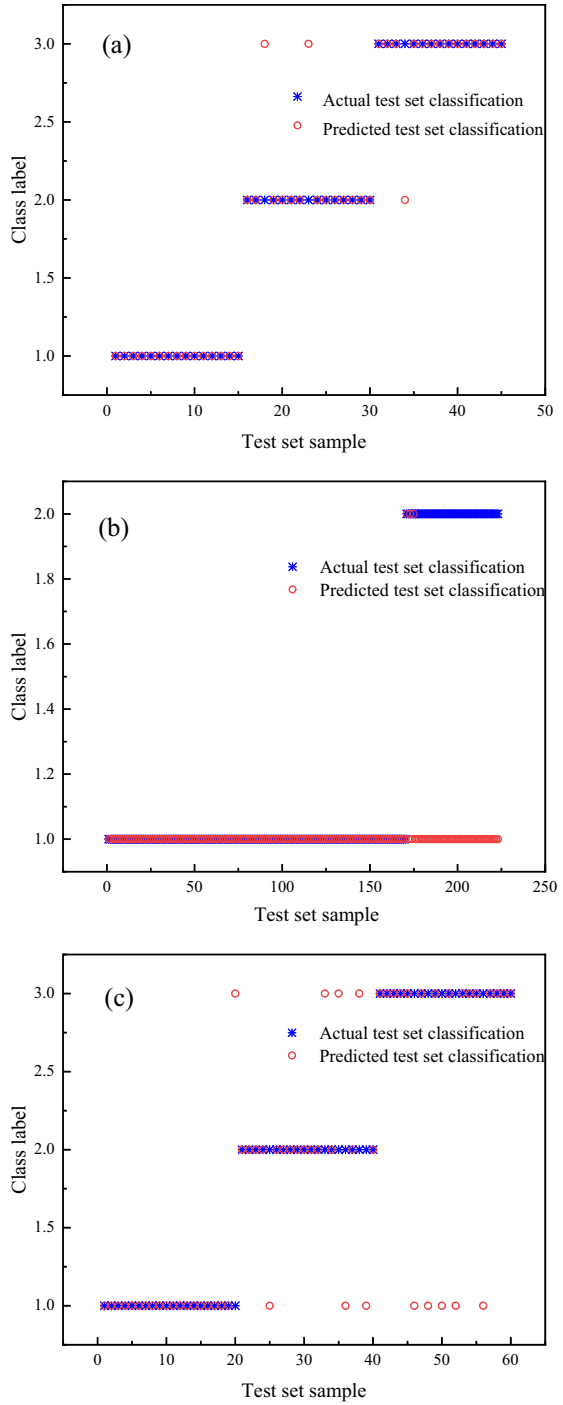 (a)
3.0
Actual test set classification
2.5
Predicted test set classification
Class label
2.0
1.5
1.0
0 10 20 30 40 50
Test set sample
(b)
2.0
Actual test set classification
1.8
Predicted test set classification
Class label
1.6
1.4
1.2
1.0
0 50 100 150 200 250
Test set sample
(c)
3.0
Actual test set classification
Predicted test set classification
2.5
Class label
2.0
1.5
1.0
0 10 20 30 40 50 60
Test set sample